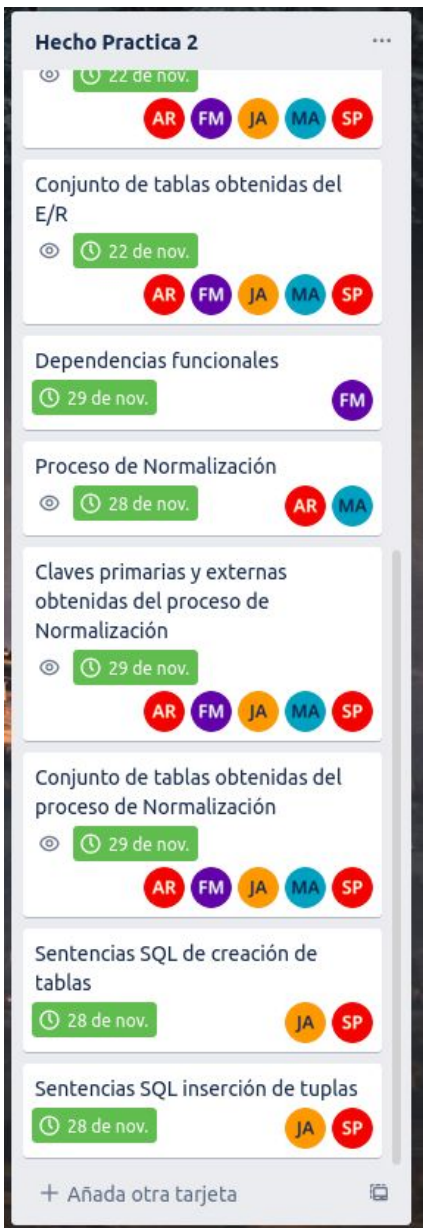 Hecho Practica 2
22 de nov.
AR FM JA MA SP
Conjunto de tablas obtenidas del
E/R
22 de nov.
AR FM JA MA SP
Dependencias funcionales
29 de nov.
FM
Proceso de Normalización
28 de nov.
AR MA
Claves primarias y externas
obtenidas del proceso de
Normalización
29 de nov.
AR FM JA MA SP
Conjunto de tablas obtenidas del
proceso de Normalización
29 de nov.
AR FM JA MA SP
Sentencias SQL de creación de
tablas
28 de nov.
JA SP
Sentencias SQL inserción de tuplas
28 de nov.
JA SP
+ Añada otra tarjeta